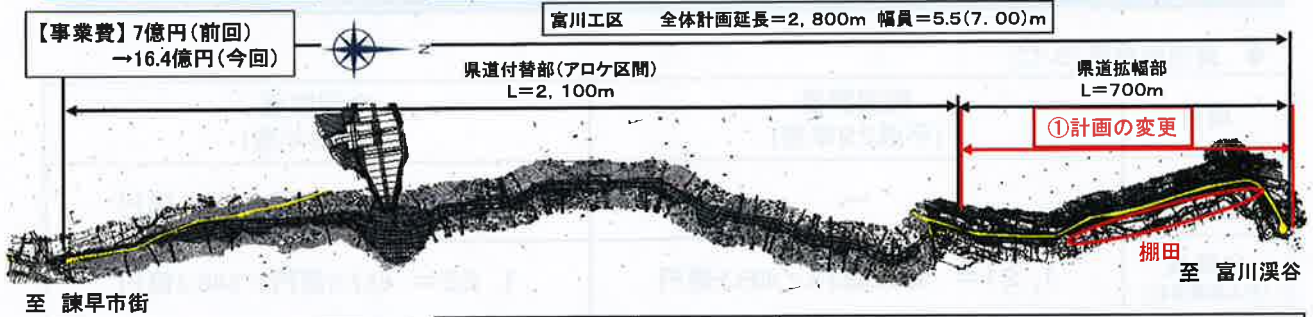 富川工区 全体計画延長=2,800m 幅員=5.5(7.00)m
【事業費】7億円(前回)
→16.4億円(今回)
N
県道付替部(アロケ区間)
L=2,100m
県道拡幅部
L=700m
①計画の変更
棚田
至 富川渓谷
至 諫早市街